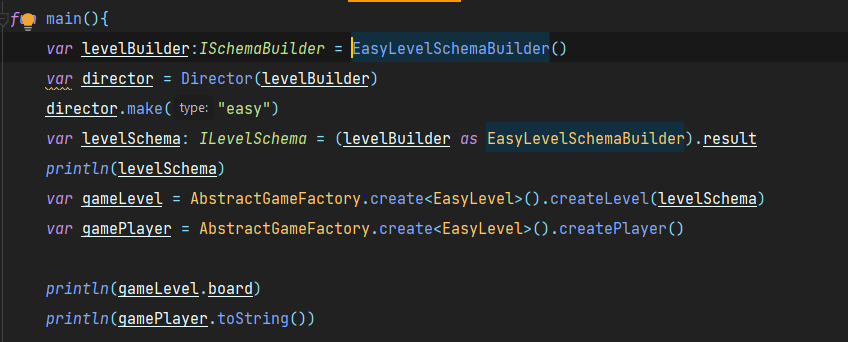 fun main(){
var levelBuilder:ISchemaBuilder = EasyLevelSchemaBuilder()
var director = Director(levelBuilder)
director.make( type: "easy")
var levelSchema: ILevelSchema = (levelBuilder as EasyLevelSchemaBuilder).result
println(levelSchema)
var gameLevel = AbstractGameFactory.create<EasyLevel>().createLevel(levelSchema)
var gamePlayer = AbstractGameFactory.create<EasyLevel>().createPlayer()
println(gameLevel.board)
println(gamePlayer.toString())